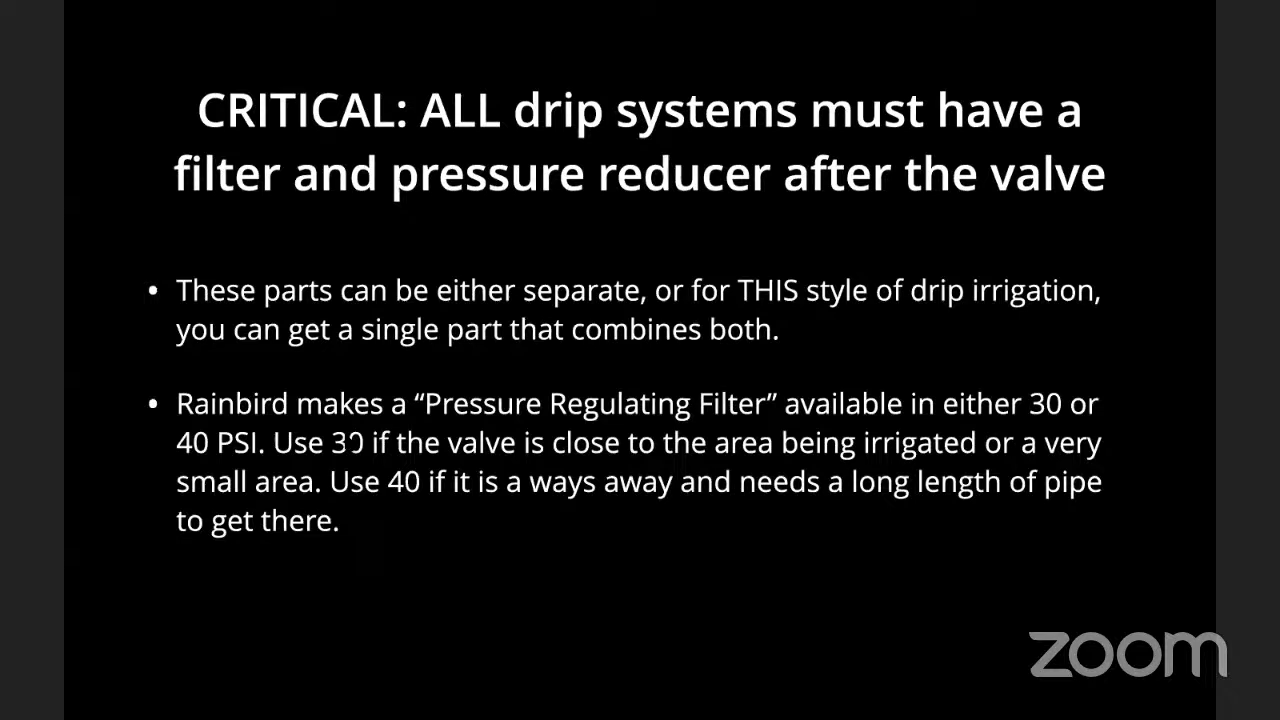 CRITICAL: ALL drip systems must have a
filter and pressure reducer after the valve
• These parts can be either separate, or for THIS style of drip irrigation,
you can get a single part that combines both.
• Rainbird makes a “Pressure Regulating Filter” available in either 30 or
40 PSI. Use 30 if the valve is close to the area being irrigated or a very
small area. Use 40 if it is a ways away and needs a long length of pipe
to get there.
zoom